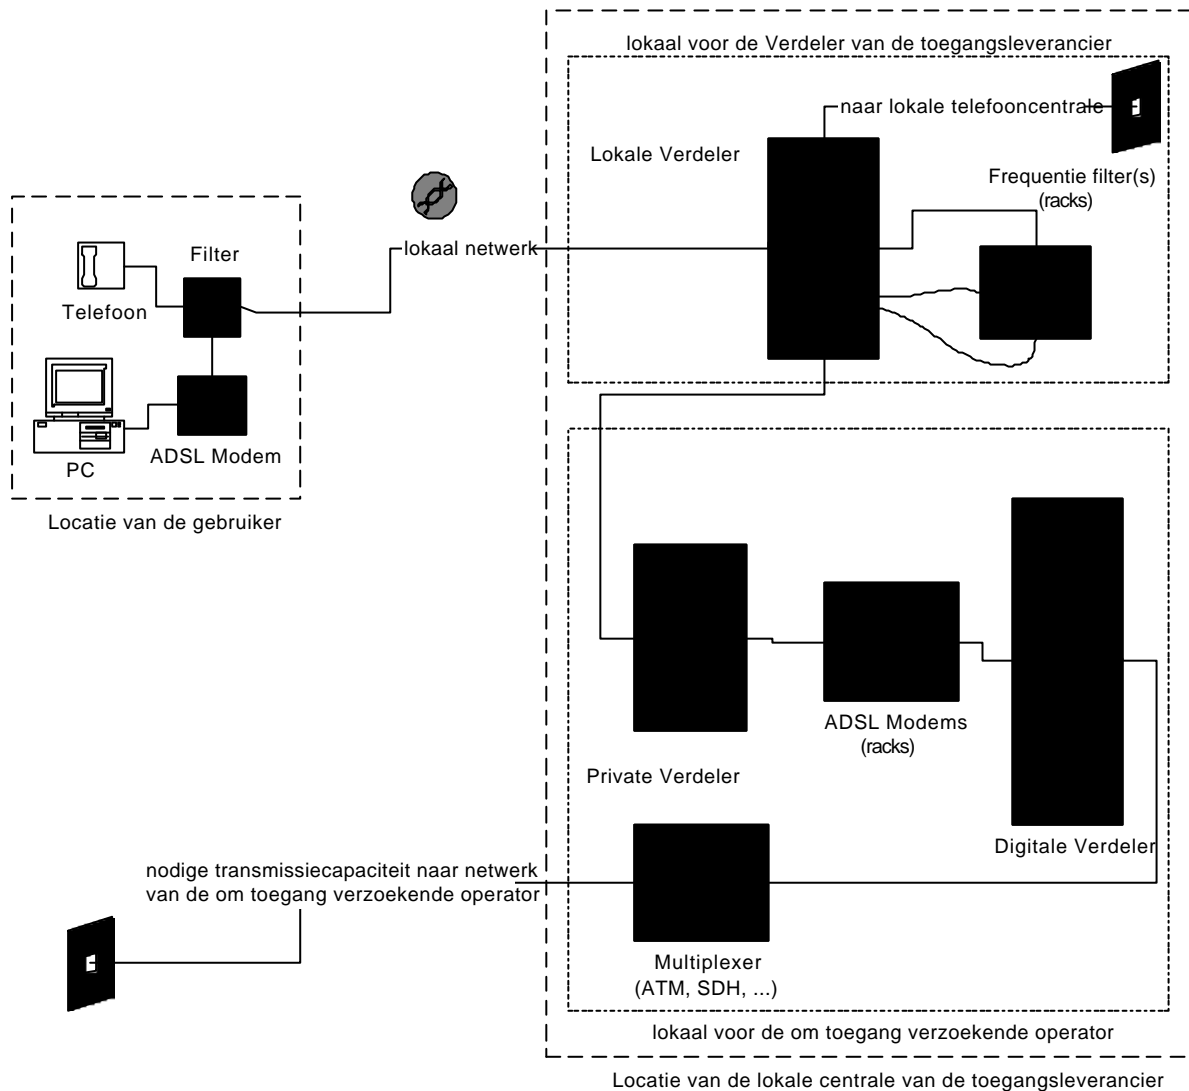 lokaal voor de Verdeler van de toegangsleverancier
naar lokale telefooncentrale
Lokale Verdeler
Frequentie filter(s)
(racks)
lokaal netwerk
Filter
Telefoon
PC
ADSL Modem
Locatie van de gebruiker
ADSL Modems
(racks)
Private Verdeler
Digitale Verdeler
nodige transmissiecapaciteit naar netwerk
van de om toegang verzoekende operator
Multiplexer
(ATM, SDH, ...)
lokaal voor de om toegang verzoekende operator
Locatie van de lokale centrale van de toegangsleverancier